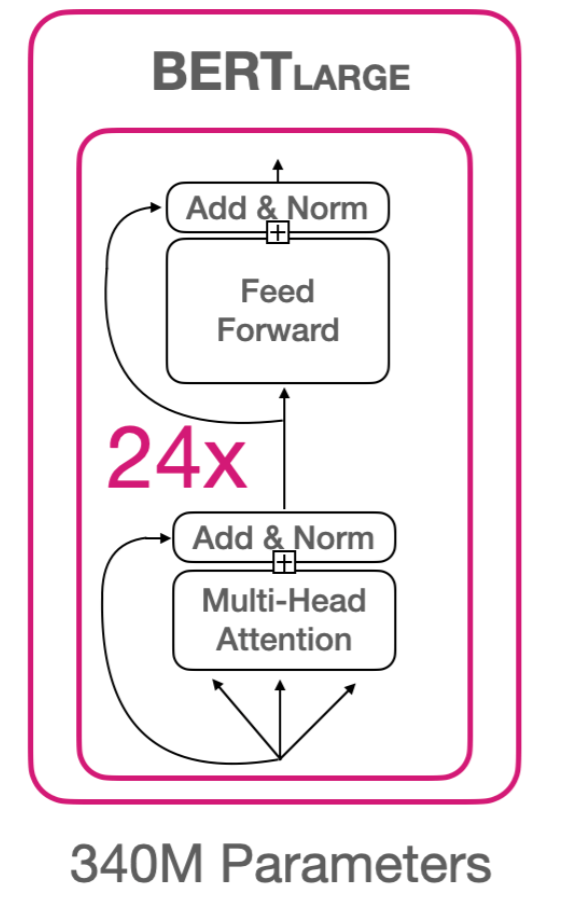 BERTLARGE
Add & Norm
Feed
Forward
24x
Add & Norm
Multi-Head
Attention
340M Parameters